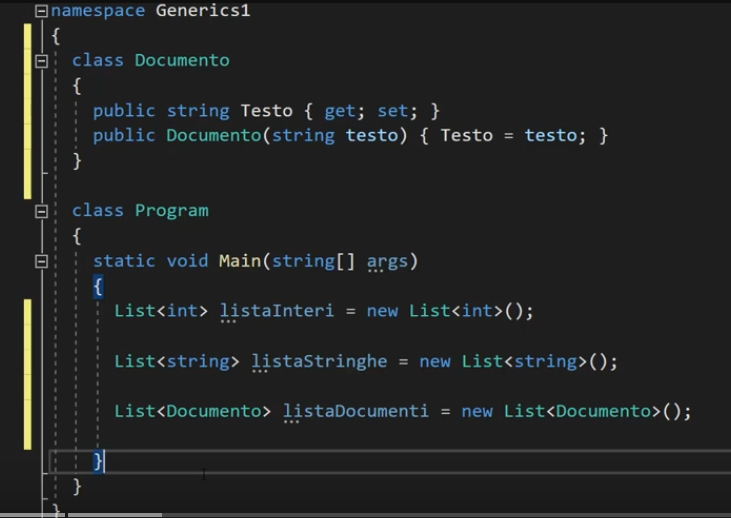 namespace Generics1
{
class Documento
{
public string Testo { get; set; }
public Documento(string testo) { Testo = testo; }
}
class Program
{
static void Main(string[] args)
{
List<int> listaInteri = new List<int>();
List<string> listaStringhe = new List<string>();
List<Documento> listaDocumenti = new List<Documento>();
}
}
}